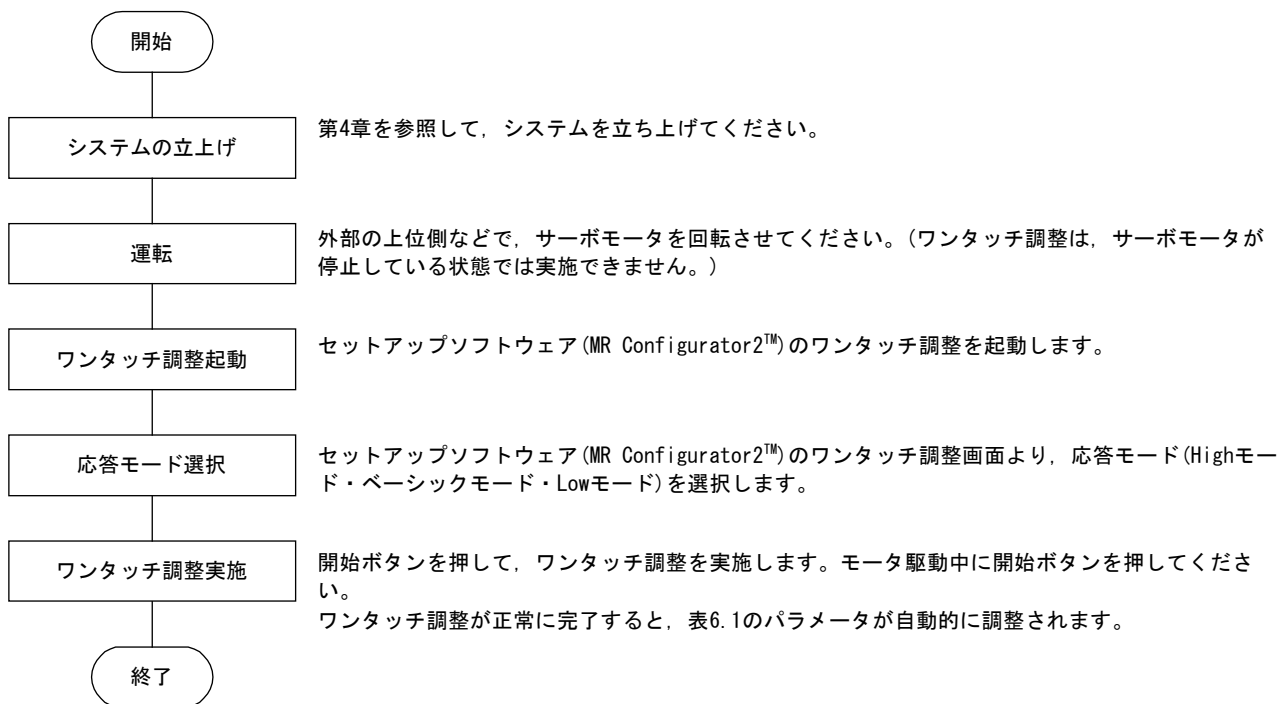 開始
システムの立上げ
第4章を参照して，システムを立ち上げてください。
運転
外部の上位側などで，サーボモータを回転させてください。(ワンタッチ調整は，サーボモータが
停止している状態では実施できません。)
ワンタッチ調整起動
セットアップソフトウェア(MR Configurator2™)のワンタッチ調整を起動します。
応答モード選択
セットアップソフトウェア(MR Configurator2™)のワンタッチ調整画面より，応答モード(Highモー
ド・ベーシックモード・Lowモード)を選択します。
ワンタッチ調整実施
開始ボタンを押して，ワンタッチ調整を実施します。モータ駆動中に開始ボタンを押してくださ
い。
ワンタッチ調整が正常に完了すると，表6.1のパラメータが自動的に調整されます。
終了